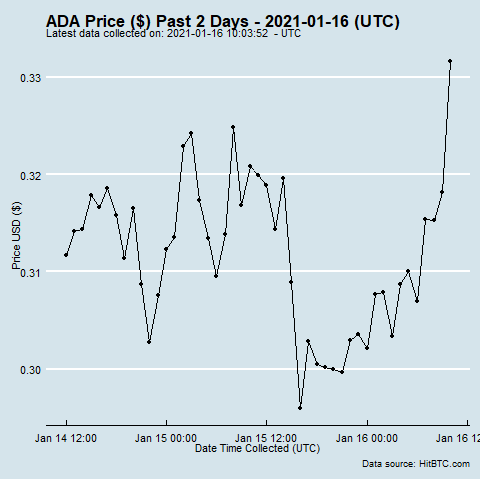 ADA Price ($) Past 2 Days - 2021-01-16 (UTC)
Latest data collected on: 2021-01-16 10:03:52 - UTC
0.33
0.32
0.31
0.30
Price USD ($)
Jan 14 12:00 Jan 15 00:00 Jan 15 12:00 Jan 16 00:00 Jan 16 12
Date Time Collected (UTC)
Data source: HitBTC.com